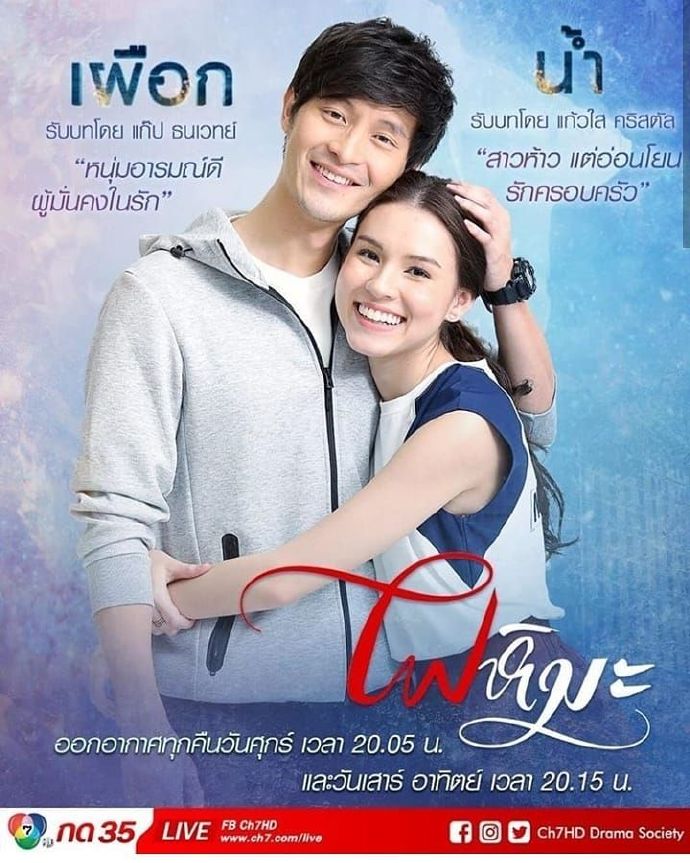 เผือก
รับบทโดย แก๊ป ธนเวทย์
“หนุ่มอารมณ์ดี
ผู้มั่นคงในรัก”
น้ำ
รับบทโดย แก้วใส คริสตัล
“สาวห้าว แต่อ่อนโยน
รักครอบครัว”
ไฟหิมะ
ออกอากาศทุกคืนวันศุกร์ เวลา 20.05 น.
และวันเสาร์ อาทิตย์ เวลา 20.15 น.
7 HD กด 35 LIVE FB Ch7HD
www.ch7.com/live
Ch7HD Drama Society